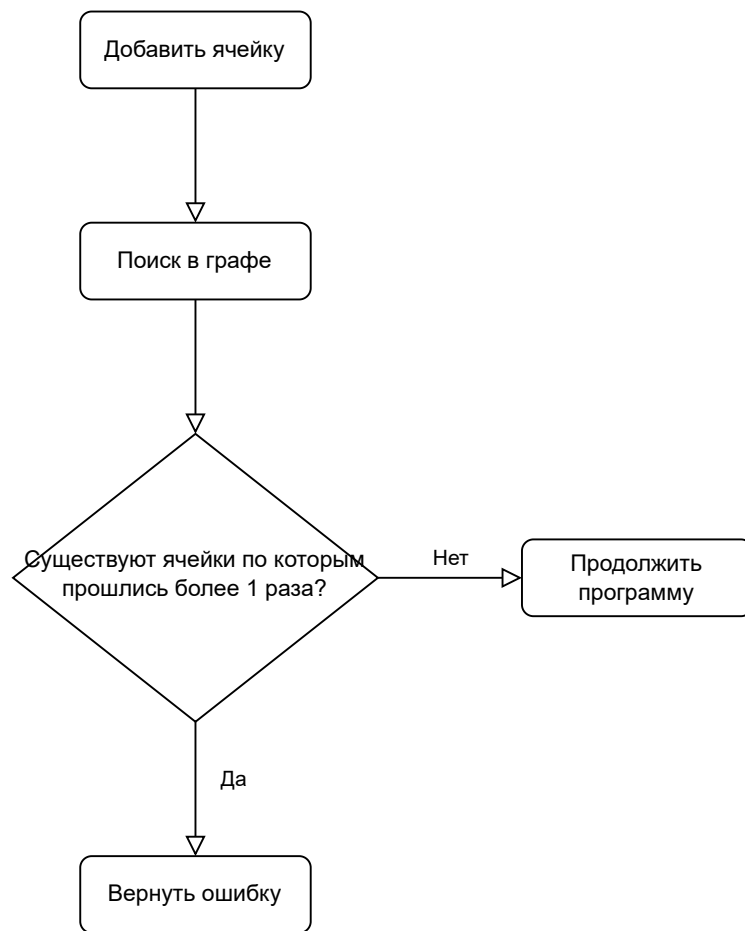 Добавить ячейку
Поиск в графе
Существуют ячейки по которым
прошлись более 1 раза?
Нет
Продолжить
программу
Да
Вернуть ошибку